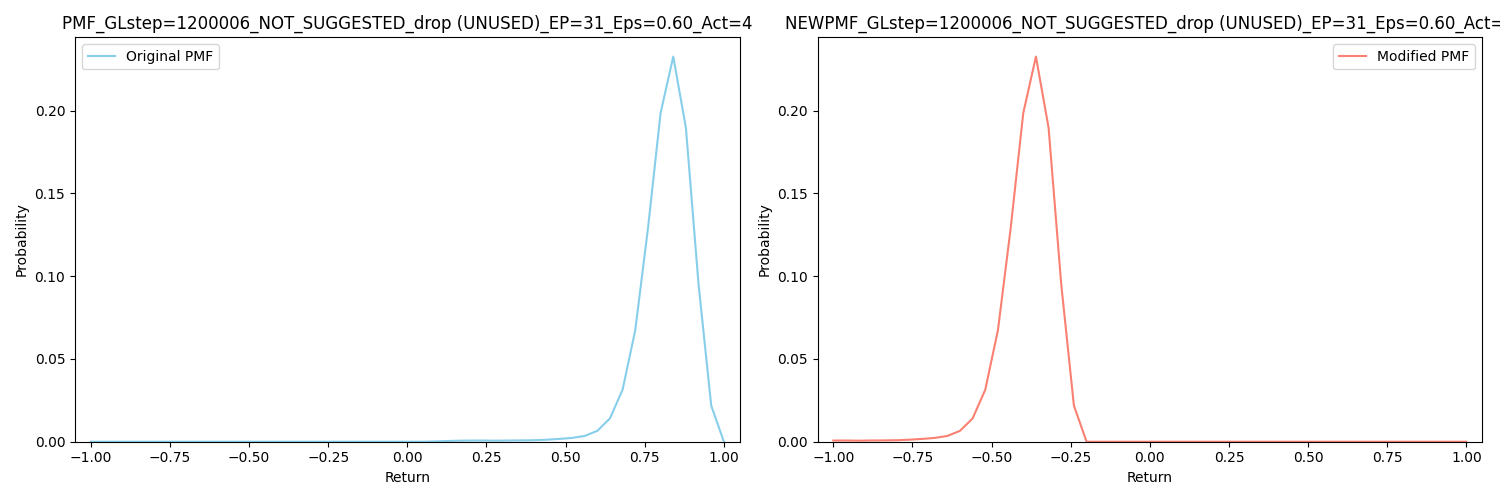 PMF_GLstep=1200006_NOT_SUGGESTED_drop (UNUSED)_EP=31_Eps=0.60_Act=4
Original PMF
Probability
0.20
0.15
0.10
0.05
0.00
−1.00 −0.75 −0.50 −0.25 0.00 0.25 0.50 0.75 1.00
Return
NEWPMF_GLstep=1200006_NOT_SUGGESTED_drop (UNUSED)_EP=31_Eps=0.60_Act=
Modified PMF
Probability
0.20
0.15
0.10
0.05
0.00
−1.00 −0.75 −0.50 −0.25 0.00 0.25 0.50 0.75 1.00
Return